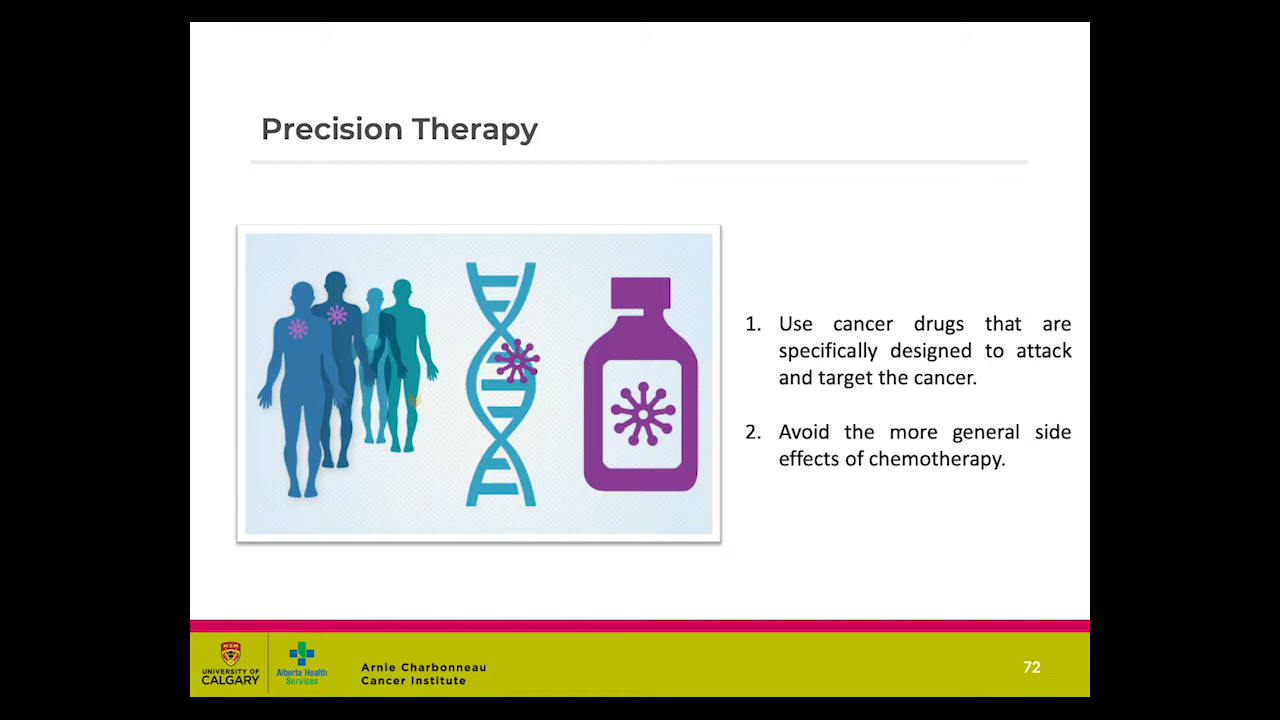 Precision Therapy
1. Use cancer drugs that are
specifically designed to attack
and target the cancer.
2. Avoid the more general side
effects of chemotherapy.
UNIVERSITY OF
CALGARY
Alberta Health
Services
Arnie Charbonneau
Cancer Institute
72